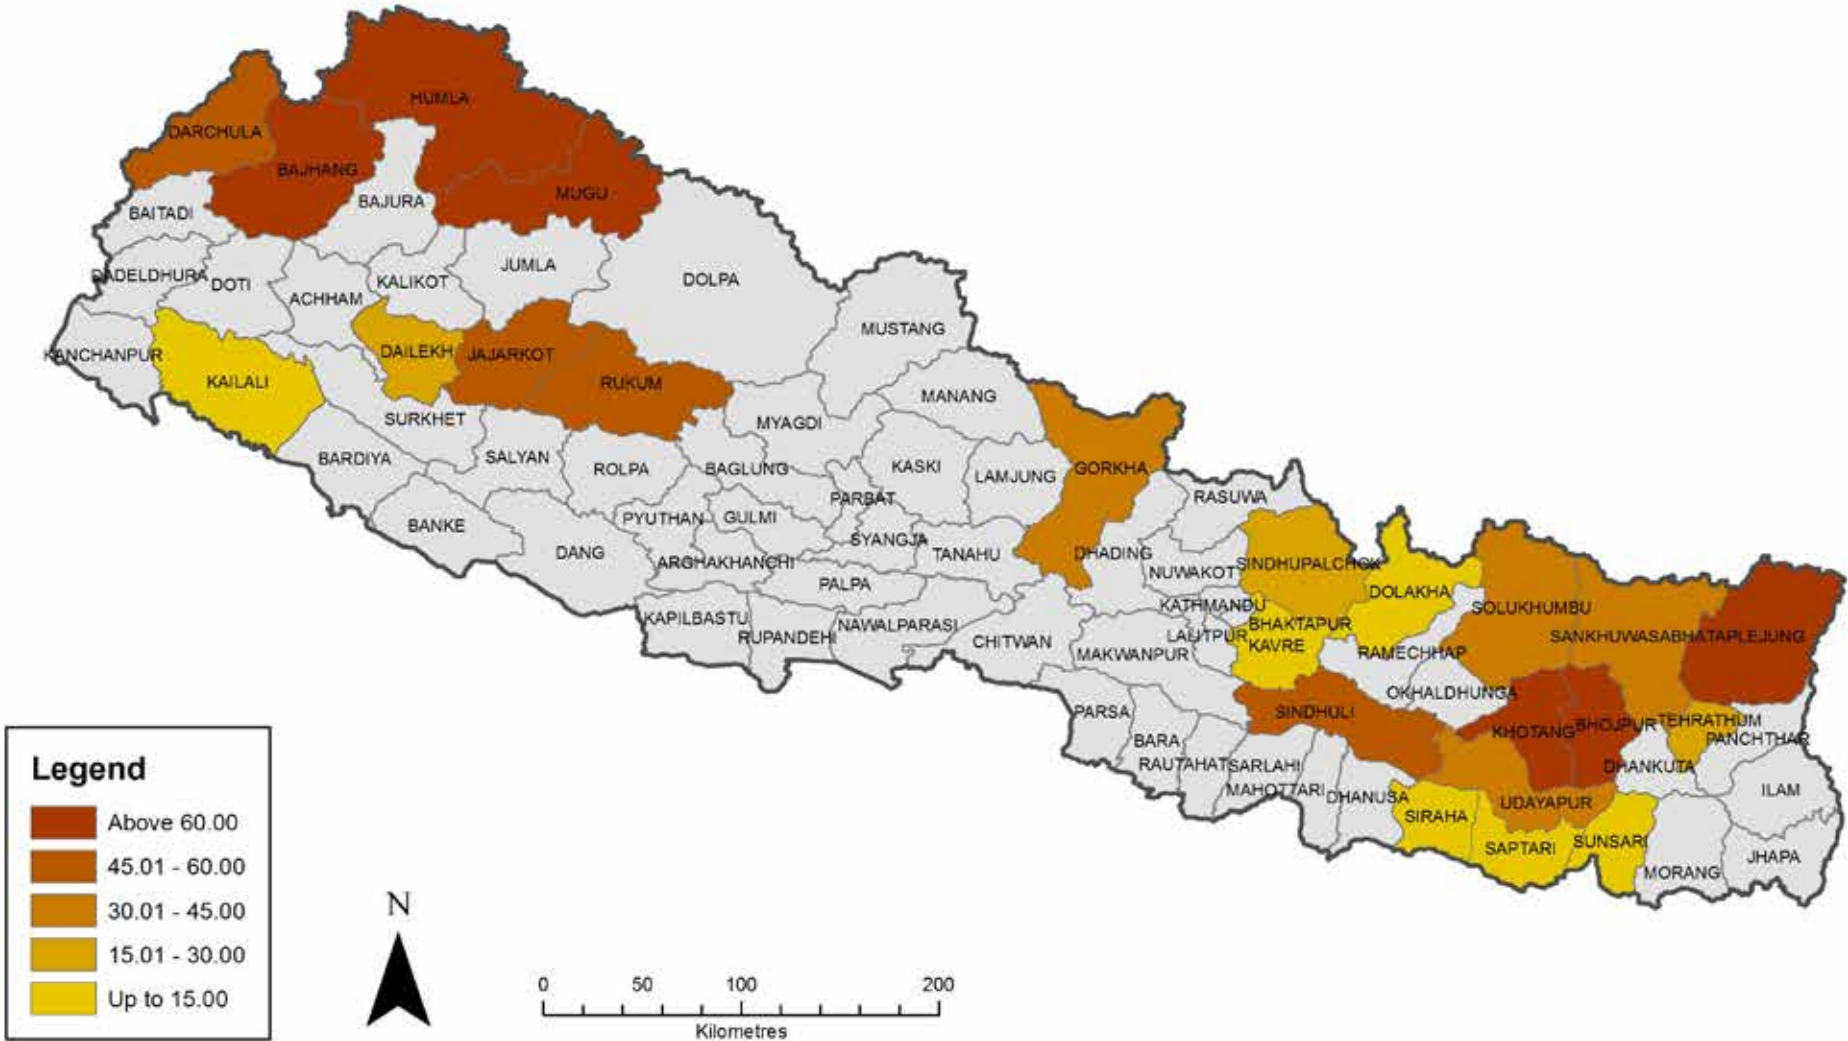 HUMLA
DARCHULA
BAJHANG
MUGU
BAJURA
BAITADI
JUMLA
DADELDHURA
DOTI
KALIKOT
DOLPA
ACHHAM
MUSTANG
KANCHANPUR
DAILEKH
JAJARKOT
KAILALI
RUKUM
MANANG
SURKHET
MYAGDI
BARDIYA
SALYAN
ROLPA
BAGLUNG
KASKI
LAMJUNG
GORKHA
PARBAT
RASUWA
BANKE
PYUTHAN
GULMI
SYANGJA
DANG
TANAHU
DHADING
ARGHAKHANCHI
SINDHUPALCHOK
NUWAKOT
PALPA
DOLAKHA
KATHMANDU
SOLUKHUMBU
KAPILBASTU
NAWALPARASI
BHAKTAPUR
RUPANDEHI
CHITWAN
LALITPUR
KAVRE
SANKHUWASABHA
TAPLEJUNG
MAKWANPUR
RAMECHHAP
OKHALDHUNGA
PARSA
SINDHULI
KHOTANG
BHOJPUR
TEHRATHUM
PANCHTHAR
BARA
RAUTAHAT
SARLAHI
DHANKUTA
MAHOTTARI
DHANUSA
UDAYAPUR
ILAM
SIRAHA
SAPTARI
SUNSARI
MORANG
JHAPA
Legend
Above 60.00
45.01 - 60.00
30.01 - 45.00
15.01 - 30.00
Up to 15.00
N
0 50 100 200
Kilometres